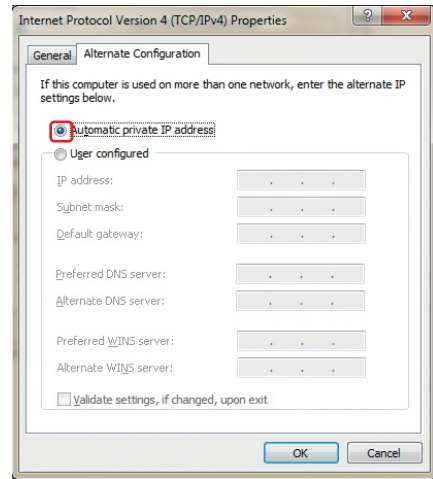 Internet Protocol Version 4 (TCP/IPv4) Properties
General
Alternate Configuration
If this computer is used on more than one network, enter the alternate IP
settings below.
Automatic private IP address
User configured
IP address:
Subnet mask:
Default gateway:
Preferred DNS server:
Alternate DNS server:
Preferred WINS server:
Alternate WINS server:
Validate settings, if changed, upon exit
OK
Cancel